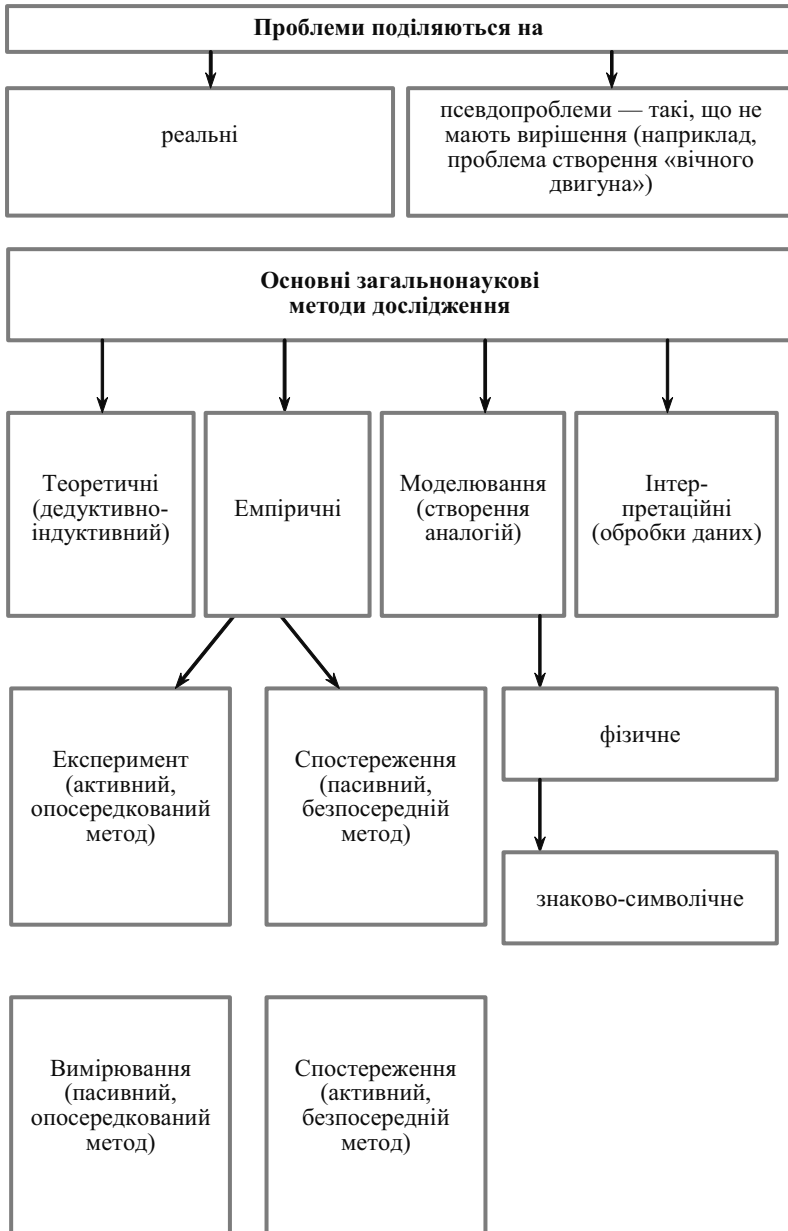 Проблеми поділяються на
реальні
псевдопроблеми — такі, що не
мають вирішення (наприклад,
проблема створення «вічного
двигуна»)
Основні загальнонаукові
методи дослідження
Теоретичні
(дедуктивно-
індуктивний)
Емпіричні
Моделювання
(створення
аналогій)
Інтер-
претаційні
(обробки даних)
Експеримент
(активний,
опосередкований
метод)
Спостереження
(пасивний,
безпосередній
метод)
фізичне
знаково-символічне
Вимірювання
(пасивний,
опосередкований
метод)
Спостереження
(активний,
безпосередній
метод)